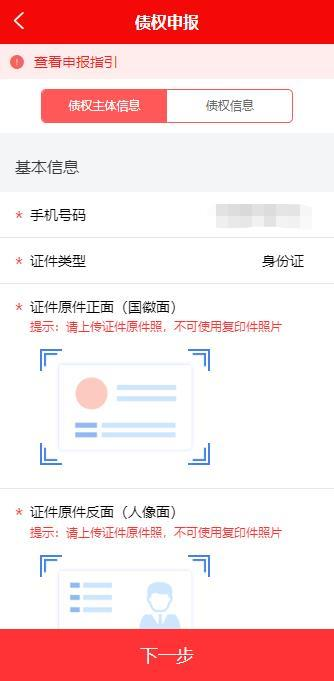 债权申报
查看申报指引
债权主体信息
债权信息
基本信息
* 手机号码
* 证件类型 身份证
* 证件原件正面（国徽面）
提示：请上传证件原件照，不可使用复印件照片
* 证件原件反面（人像面）
提示：请上传证件原件照，不可使用复印件照片
下一步